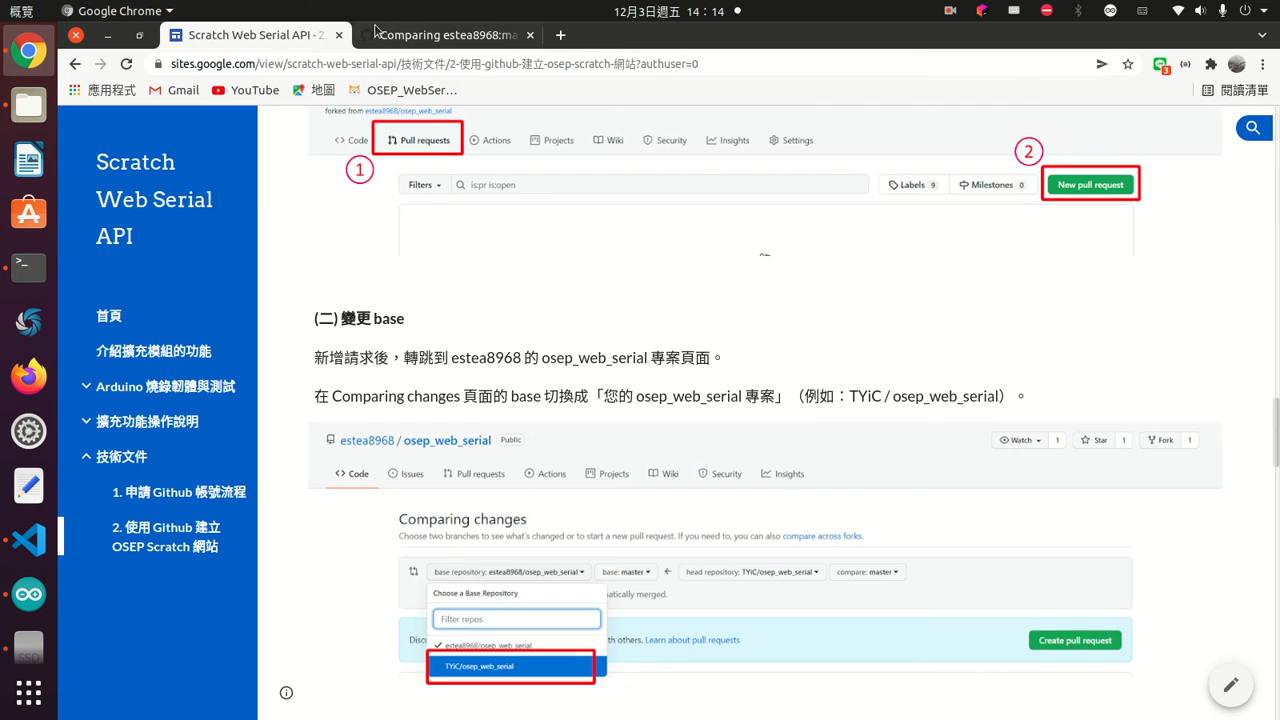 概覽
Google Chrome
12月3日週五 14：14
Scratch Web Serial API - 2.
Comparing estea8968:ma
sites.google.com/view/scratch-web-serial-api/技術文件/2-使用-github-建立-osep-scratch-網站?authuser=0
3
應用程式
Gmail
YouTube
地圖
OSEP_WebSer...
閱讀清單
Scratch
Web Serial
API
首頁
介紹擴充模組的功能
Arduino 燒錄韌體與測試
擴充功能操作說明
技術文件
1. 申請 Github 帳號流程
2. 使用 Github 建立
OSEP Scratch 網站
forked from estea8968/osep_web_serial
Code
Pull requests
Actions
Projects
Wiki
Security
Insights
Settings
1
2
Filters
is:pr is:open
Labels 9
Milestones 0
New pull request
(二) 變更 base
新增請求後，轉跳到 estea8968 的 osep_web_serial 專案頁面。
在 Comparing changes 頁面的 base 切換成「您的 osep_web_serial 專案」（例如：TYiC / osep_web_serial）。
estea8968 / osep_web_serial Public
Watch 1
Star 1
Fork 1
Code
Issues
Pull requests
Actions
Projects
Wiki
Security
Insights
Comparing changes
Choose two branches to see what's changed or to start a new pull request. If you need to, you can also compare across forks.
base repository: estea8968/osep_web_serial
base: master
head repository: TYiC/osep_web_serial
compare: master
Choose a Base Repository
matically merged.
Filter repos
Disc
estea8968/osep_web_serial
th others. Learn about pull requests
Create pull request
TYiC/osep_web_serial
SSD